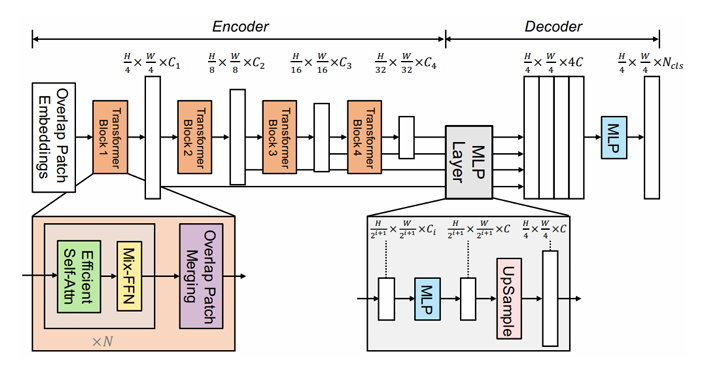 Encoder
Decoder
H/4 × W/4 × C₁
H/8 × W/8 × C₂
H/16 × W/16 × C₃
H/32 × W/32 × C₄
H/4 × W/4 × 4C
H/4 × W/4 × N_cls
Overlap Patch
Embeddings
Transformer
Block 1
Transformer
Block 2
Transformer
Block 3
Transformer
Block 4
MLP
Layer
MLP
Efficient
Self-Attn
Mix-FFN
Overlap Patch
Merging
×N
H/2^{i+1} × W/2^{i+1} × C_i
H/2^{i+1} × W/2^{i+1} × C
H/4 × W/4 × C
MLP
UpSample